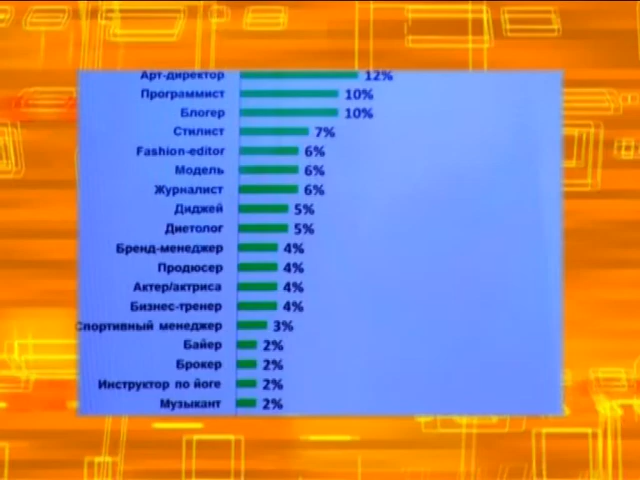 Арт-директор 12%
Программист 10%
Блогер 10%
Стилист 7%
Fashion-editor 6%
Модель 6%
Журналист 6%
Диджей 5%
Диетолог 5%
Бренд-менеджер 4%
Продюсер 4%
Актер/актриса 4%
Бизнес-тренер 4%
Спортивный менеджер 3%
Байер 2%
Брокер 2%
Инструктор по йоге 2%
Музыкант 2%